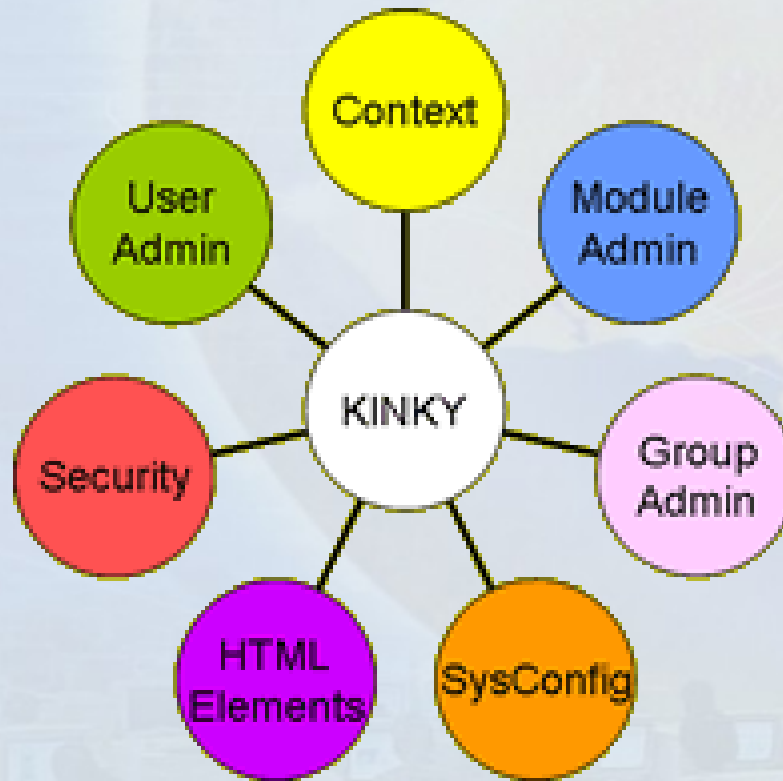 Context
User
Admin
Module
Admin
KINKY
Security
Group
Admin
HTML
Elements
SysConfig